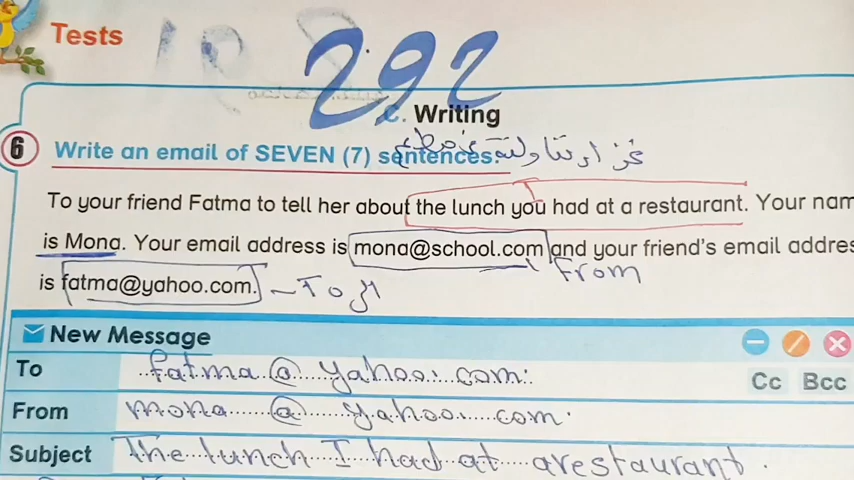 Tests
292
C. Writing
6 Write an email of SEVEN (7) sentences.
To your friend Fatma to tell her about the lunch you had at a restaurant. Your nam
is Mona. Your email address is mona@school.com and your friend's email addre
From
is fatma@yahoo.com. To
New Message
To fatma@yahoo.com.
Cc Bcc
From mona@yahoo.com.
Subject The lunch I had at arestaurant.